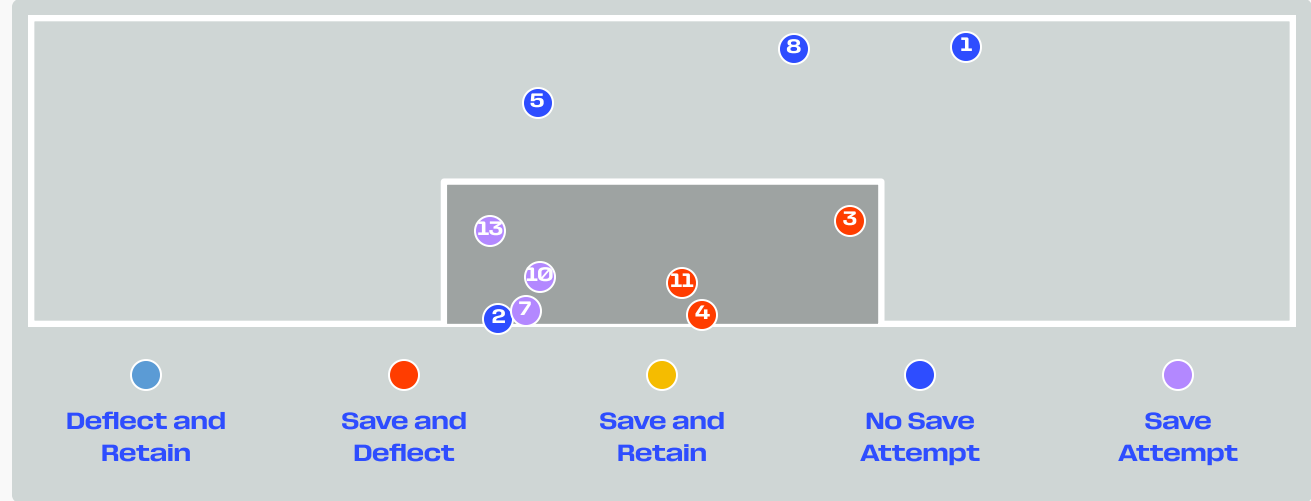 8
1
5
13
3
10
11
7
2
4
Deflect and
Retain
Save and
Deflect
Save and
Retain
No Save
Attempt
Save
Attempt